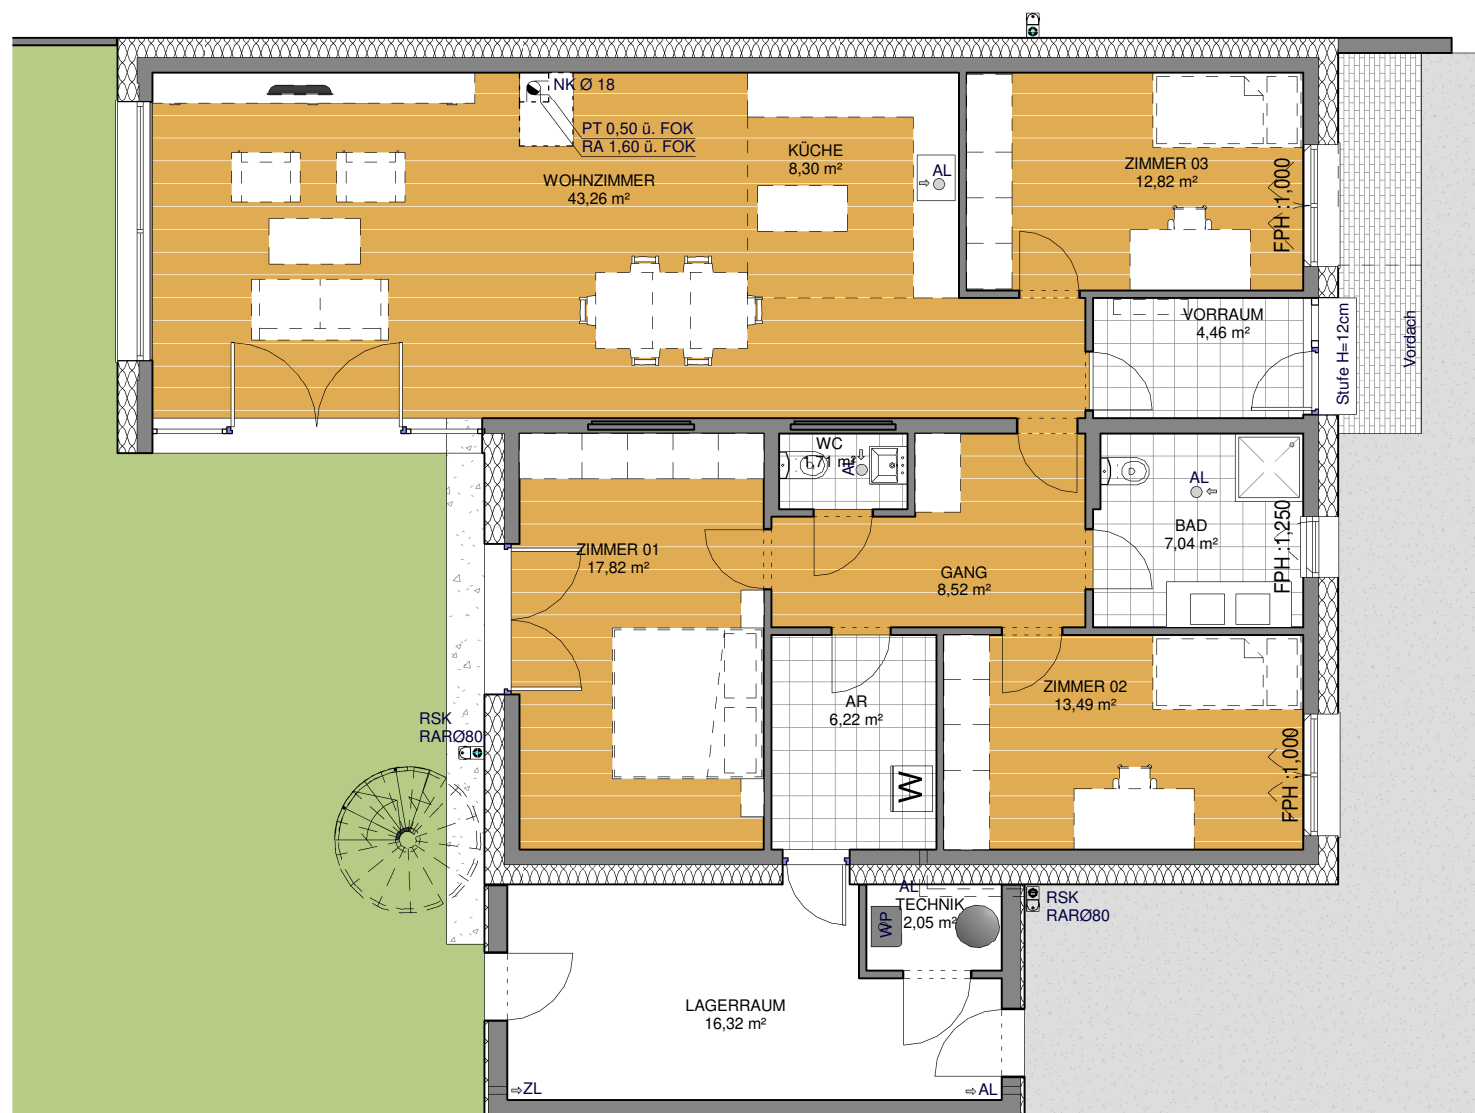 NK Ø 18
PT 0,50 ü. FOK
RA 1,60 ü. FOK
WOHNZIMMER
43,26 m²
KÜCHE
8,30 m²
AL
ZIMMER 03
12,82 m²
FPH :1,000
VORRAUM
4,46 m²
Stufe H=12cm
Vordach
WC
1,71 m²
AL
AL
BAD
7,04 m²
FPH :1,250
ZIMMER 01
17,82 m²
GANG
8,52 m²
AR
6,22 m²
W
ZIMMER 02
13,49 m²
FPH :1,000
RSK
RARØ80
AL
TECHNIK
2,05 m²
WP
RSK
RARØ80
LAGERRAUM
16,32 m²
ZL
AL